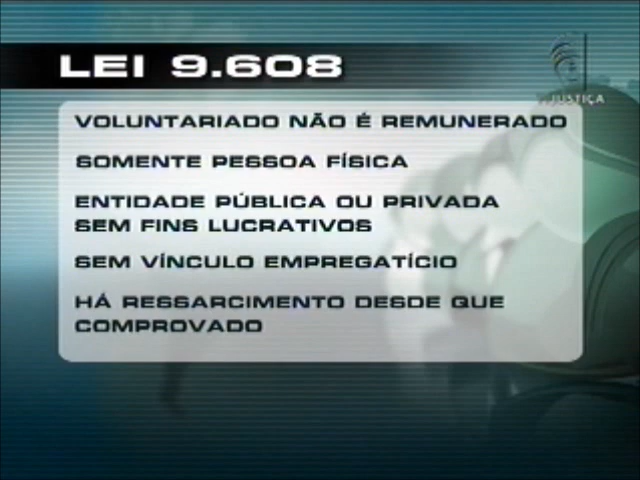 LEI 9.608
JUSTIÇA
VOLUNTARIADO NÃO É REMUNERADO
SOMENTE PESSOA FÍSICA
ENTIDADE PÚBLICA OU PRIVADA
SEM FINS LUCRATIVOS
SEM VÍNCULO EMPREGATÍCIO
HÁ RESSARCIMENTO DESDE QUE
COMPROVADO